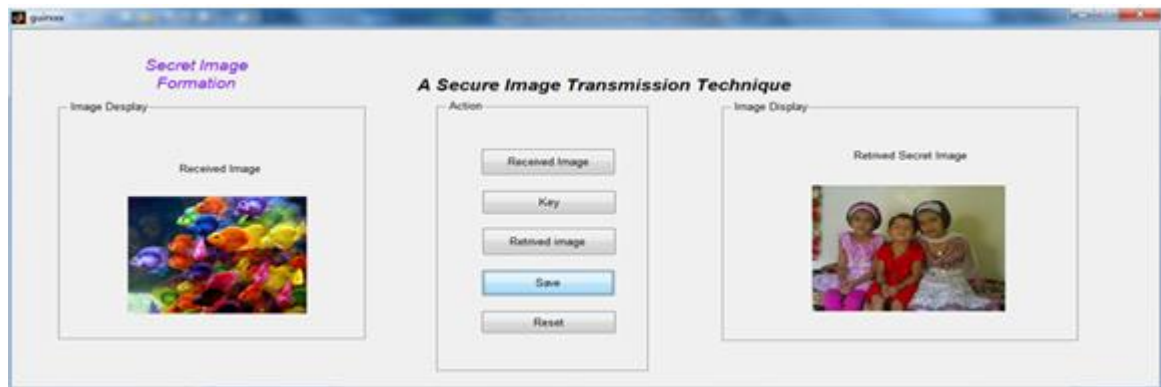 Secret Image
Formation
A Secure Image Transmission Technique
Image Desplay
Received Image
Action
Received Image
Key
Retrived image
Save
Reset
Image Display
Retrived Secret Image